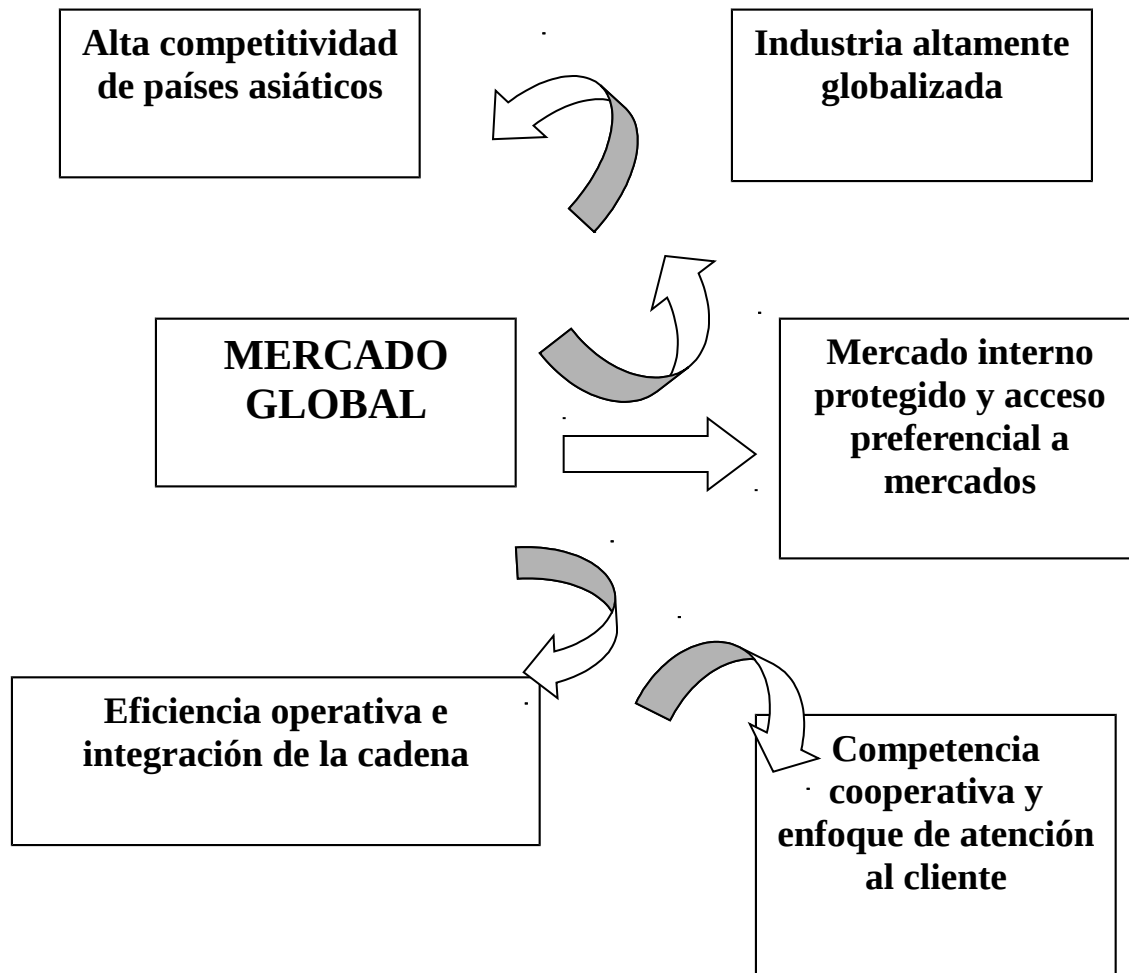 Alta competitividad
de países asiáticos
Industria altamente
globalizada
MERCADO
GLOBAL
Mercado interno
protegido y acceso
preferencial a
mercados
Eficiencia operativa e
integración de la cadena
Competencia
cooperativa y
enfoque de atención
al cliente